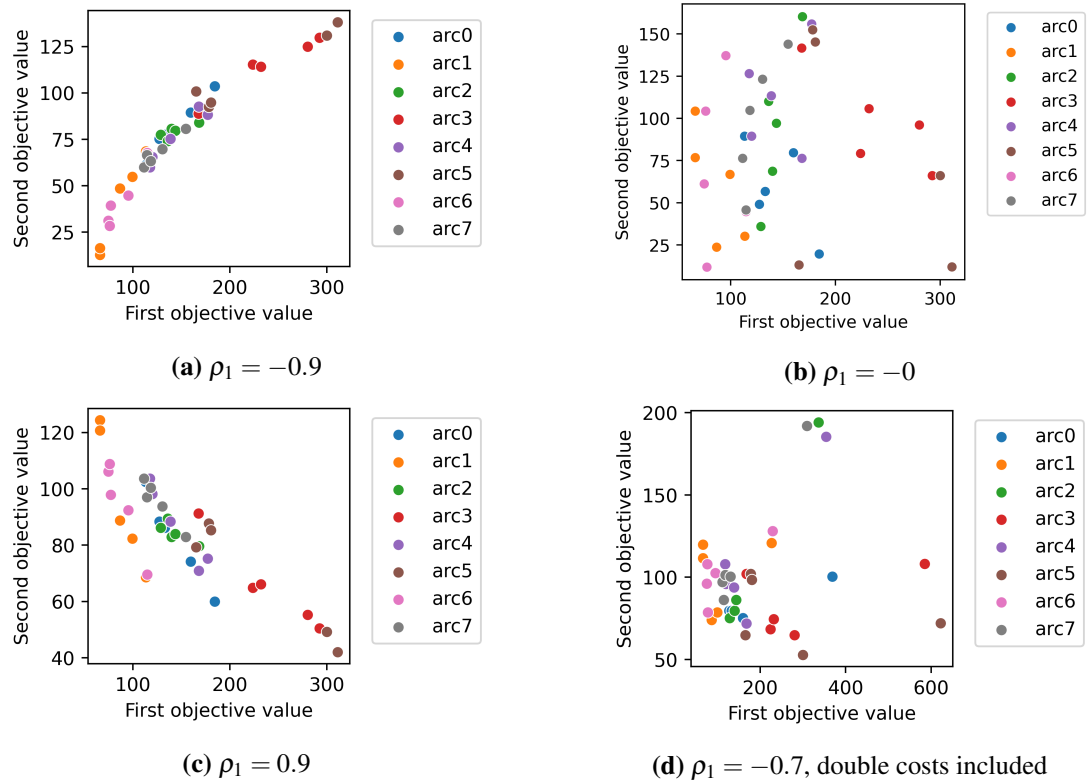 125
100
75
50
25
Second objective value
100
200
300
First objective value
arc0
arc1
arc2
arc3
arc4
arc5
arc6
arc7
(a) ρ₁ = −0.9
150
125
100
75
50
25
Second objective value
100
200
300
First objective value
arc0
arc1
arc2
arc3
arc4
arc5
arc6
arc7
(b) ρ₁ = −0
120
100
80
60
40
Second objective value
100
200
300
First objective value
arc0
arc1
arc2
arc3
arc4
arc5
arc6
arc7
(c) ρ₁ = 0.9
200
150
100
50
Second objective value
200
400
600
First objective value
arc0
arc1
arc2
arc3
arc4
arc5
arc6
arc7
(d) ρ₁ = −0.7, double costs included